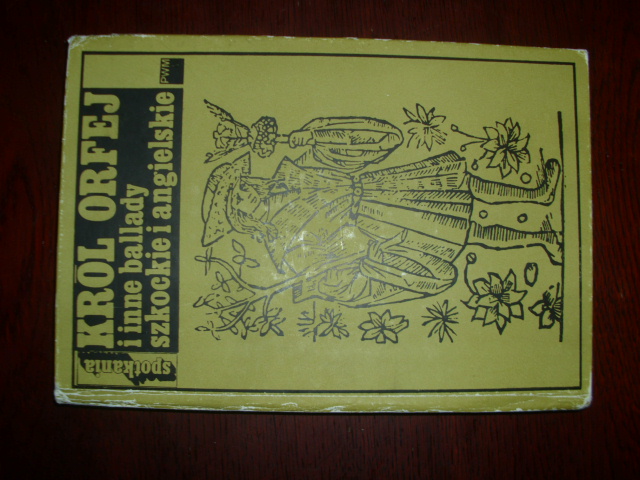 KRÓL ORFEJ
i inne ballady
szkockie i angielskie
PWM
spotkania